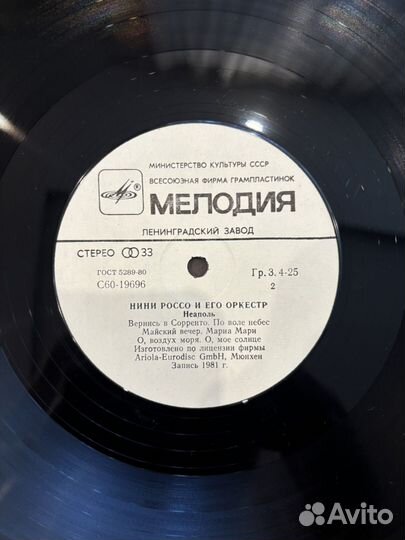 МИНИСТЕРСТВО КУЛЬТУРЫ СССР
ВСЕСОЮЗНАЯ ФИРМА ГРАМПЛАСТИНОК
МЕЛОДИЯ
ЛЕНИНГРАДСКИЙ ЗАВОД
СТЕРЕО 33
ГОСТ 5289-80
С60-19696
Гр. 3. 4-25
2
НИНИ РОССО И ЕГО ОРКЕСТР
Неаполь
Вернись в Сорренто. По воле небес
Майский вечер. Мариа Мари
О, воздух моря. О, мое солнце
Изготовлено по лицензии фирмы
Ariola-Eurodisc GmbH, Мюнхен
Запись 1981 г.
Avito